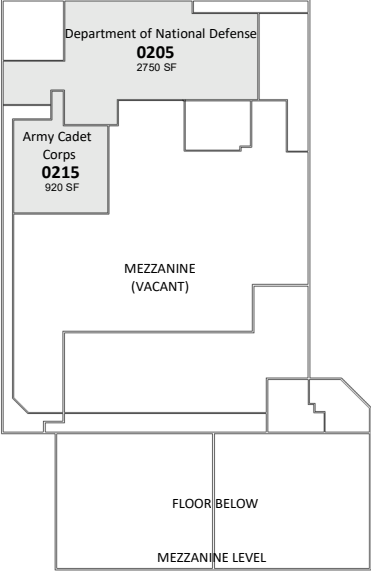 Department of National Defense
0205
2750 SF
Army Cadet
Corps
0215
920 SF
MEZZANINE
(VACANT)
FLOOR BELOW
MEZZANINE LEVEL